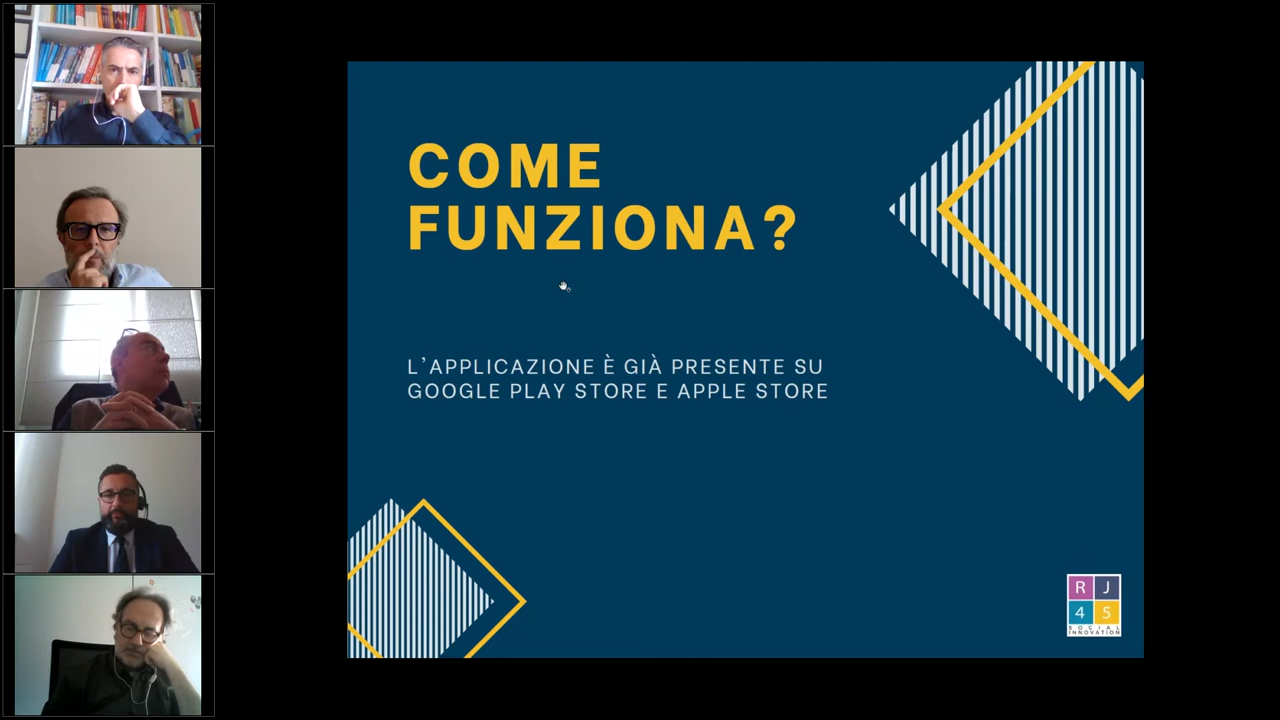 COME
FUNZIONA?
L'APPLICAZIONE È GIÀ PRESENTE SU
GOOGLE PLAY STORE E APPLE STORE
R J
4 5
SOCIAL
INNOVATION